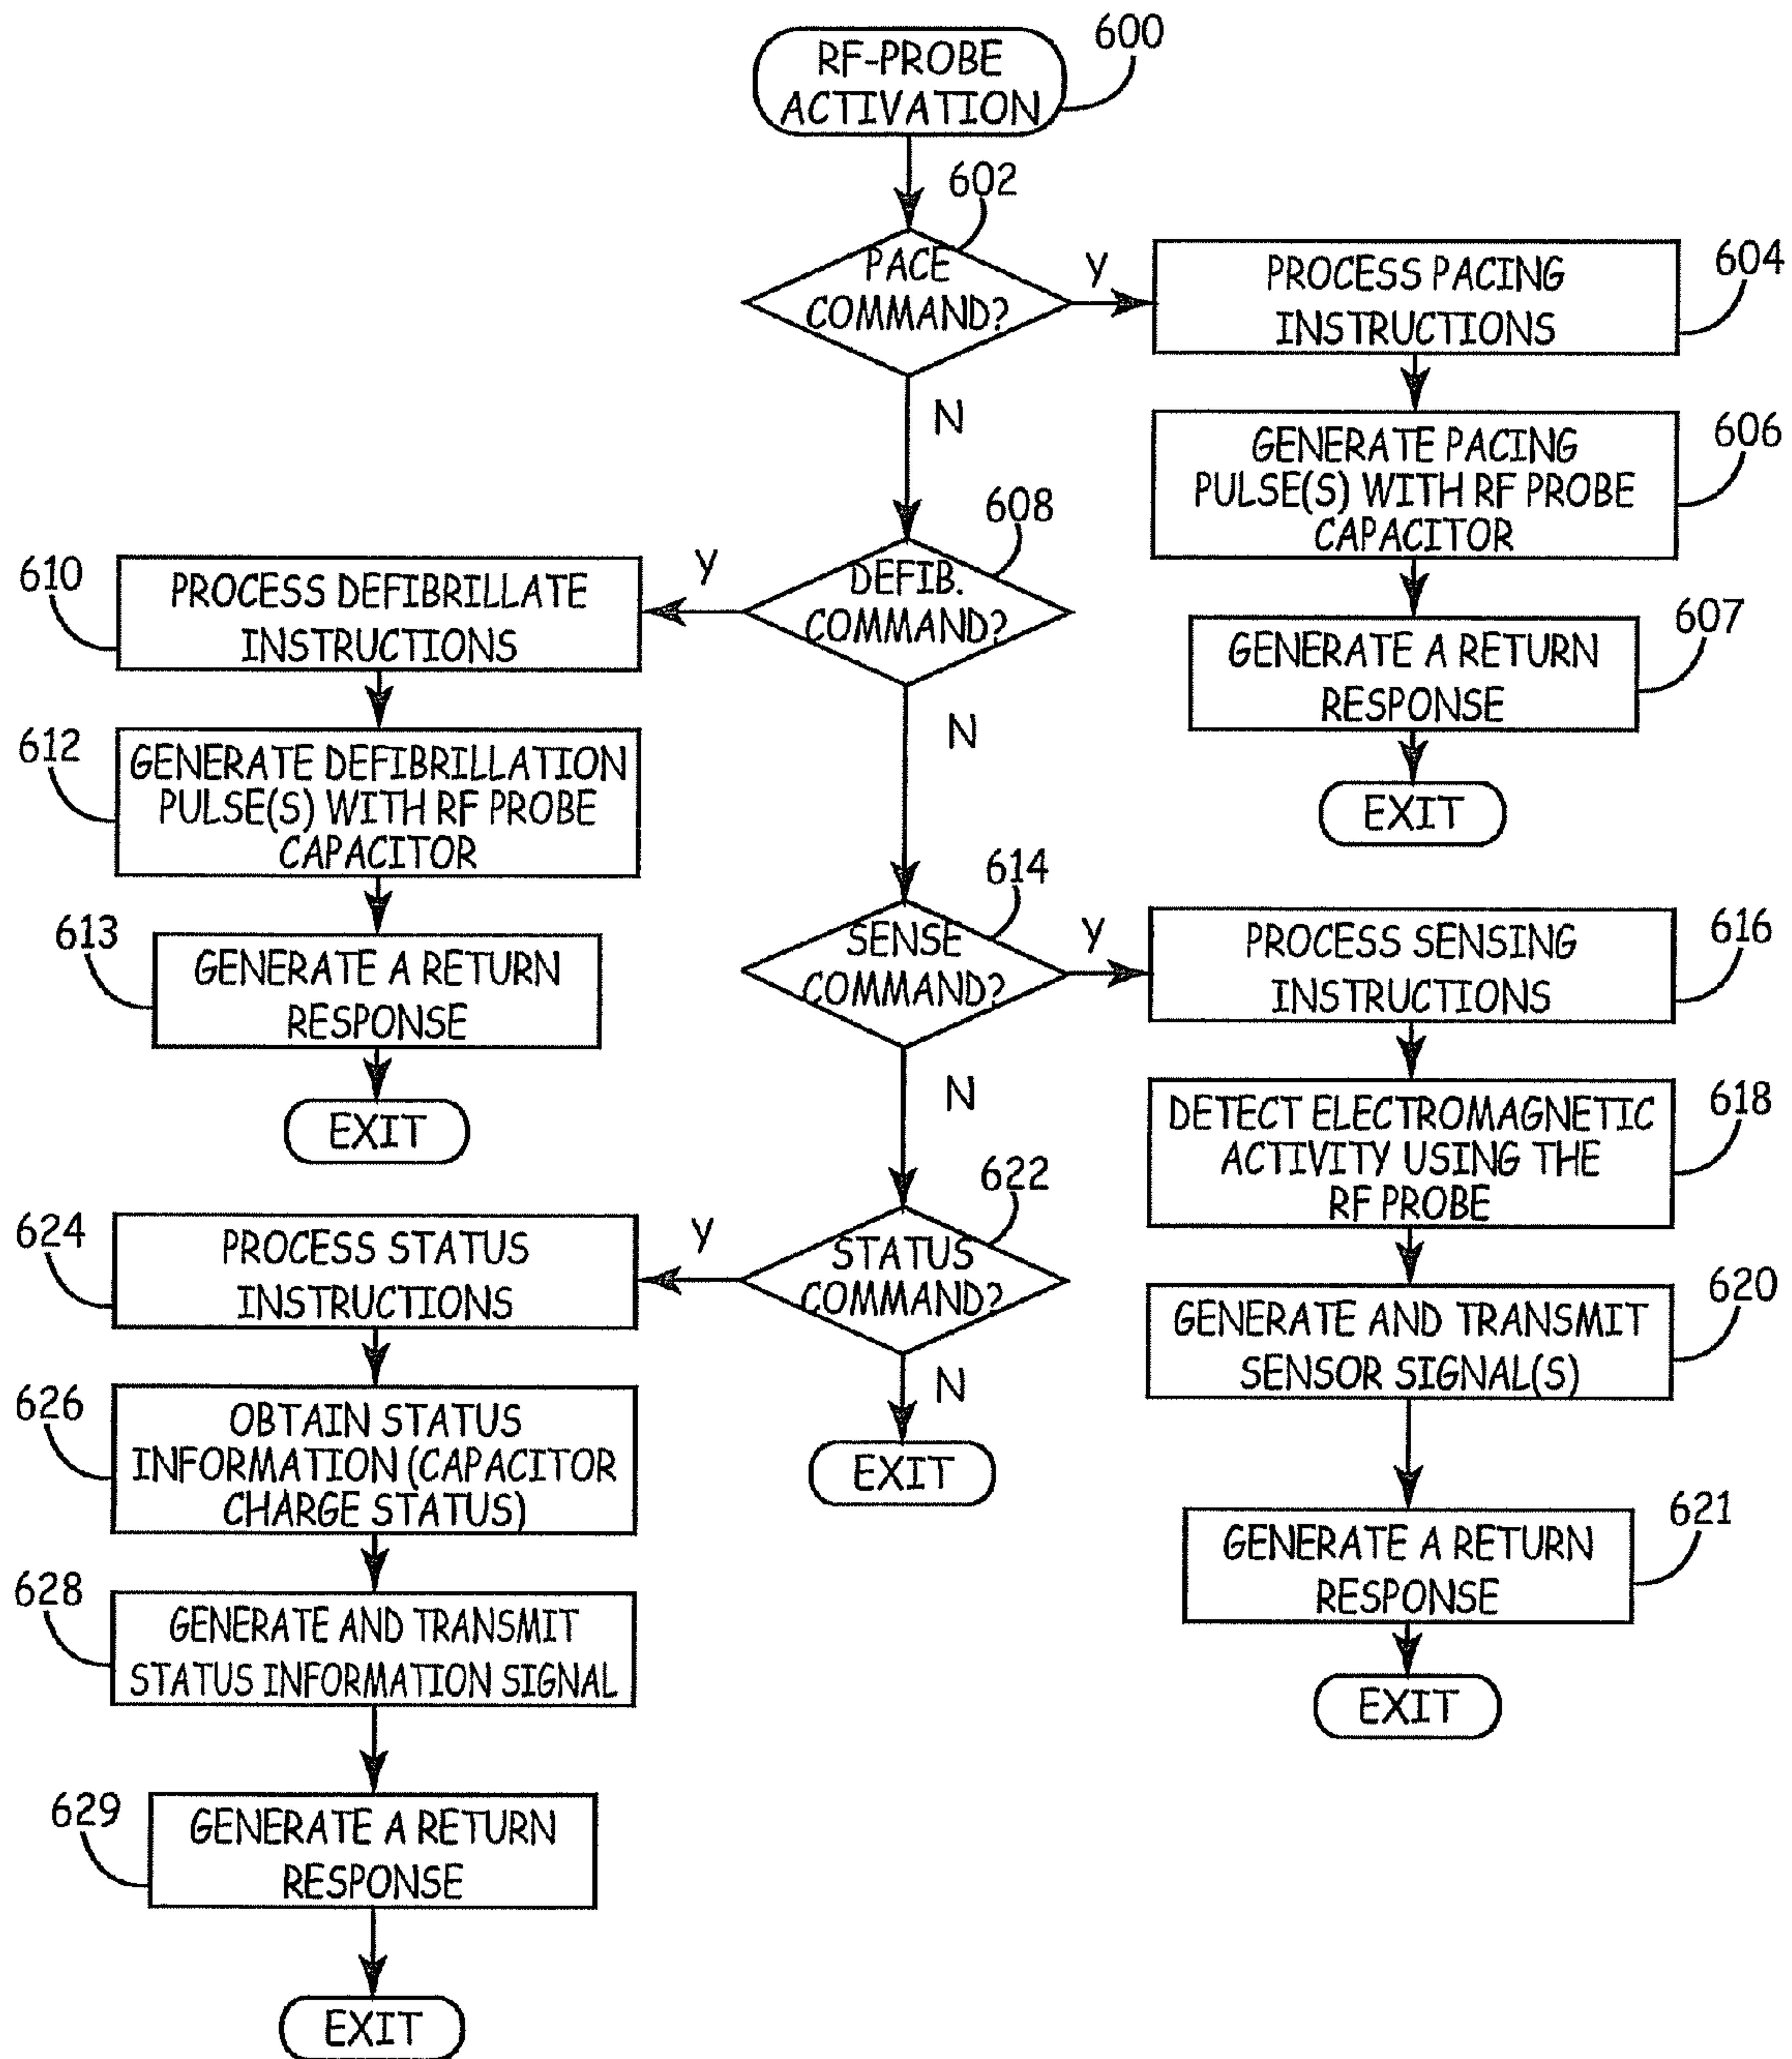 RF-PROBE
ACTIVATION
600
602
PACE
COMMAND?
Y
PROCESS PACING
INSTRUCTIONS
604
N
GENERATE PACING
PULSE(S) WITH RF PROBE
CAPACITOR
606
GENERATE A RETURN
RESPONSE
607
EXIT
608
DEFIB.
COMMAND?
Y
610
PROCESS DEFIBRILLATE
INSTRUCTIONS
612
GENERATE DEFIBRILLATION
PULSE(S) WITH RF PROBE
CAPACITOR
613
GENERATE A RETURN
RESPONSE
EXIT
N
614
SENSE
COMMAND?
Y
PROCESS SENSING
INSTRUCTIONS
616
DETECT ELECTROMAGNETIC
ACTIVITY USING THE
RF PROBE
618
GENERATE AND TRANSMIT
SENSOR SIGNAL(S)
620
GENERATE A RETURN
RESPONSE
621
EXIT
N
622
STATUS
COMMAND?
Y
624
PROCESS STATUS
INSTRUCTIONS
626
OBTAIN STATUS
INFORMATION (CAPACITOR
CHARGE STATUS)
628
GENERATE AND TRANSMIT
STATUS INFORMATION SIGNAL
629
GENERATE A RETURN
RESPONSE
EXIT
N
EXIT